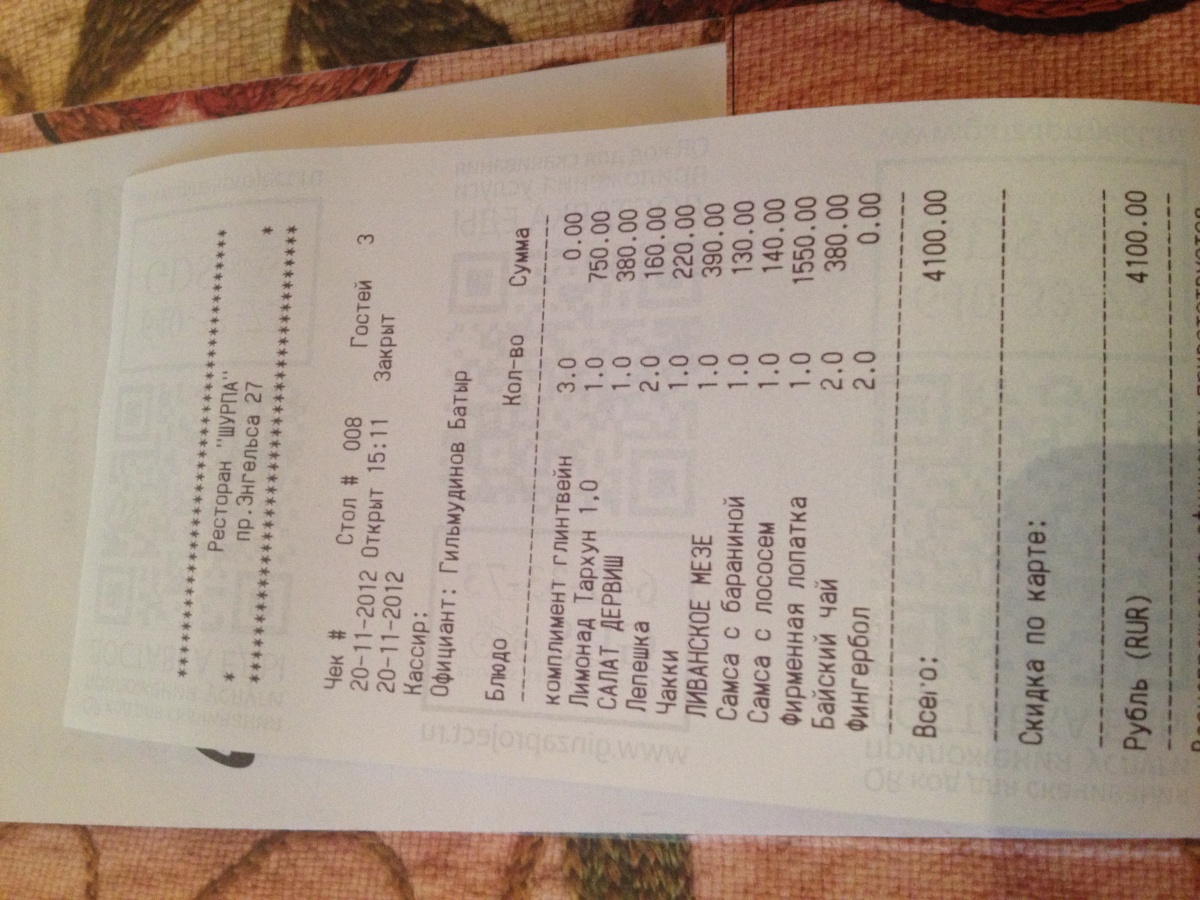 ****************************************
* Ресторан "ШУРПА"
пр.Энгельса 27 *
****************************************
Чек # Стол # 008 Гостей 3
20-11-2012 Открыт 15:11 Закрыт
20-11-2012
Кассир:
Официант: Гильмудинов Батыр
Блюдо Кол-во Сумма
комплимент глинтвейн 3.0 0.00
Лимонад Тархун 1,0 1.0 750.00
САЛАТ ДЕРВИШ 1.0 380.00
Лепешка 2.0 160.00
Чакки 1.0 220.00
ЛИВАНСКОЕ МЕЗЕ 1.0 390.00
Самса с бараниной 1.0 130.00
Самса с лососем 1.0 140.00
Фирменная лопатка 1.0 1550.00
Байский чай 2.0 380.00
Фингербол 2.0 0.00
Всего: 4100.00
Скидка по карте:
Рубль (RUR) 4100.00
www.ginzaproject.ru